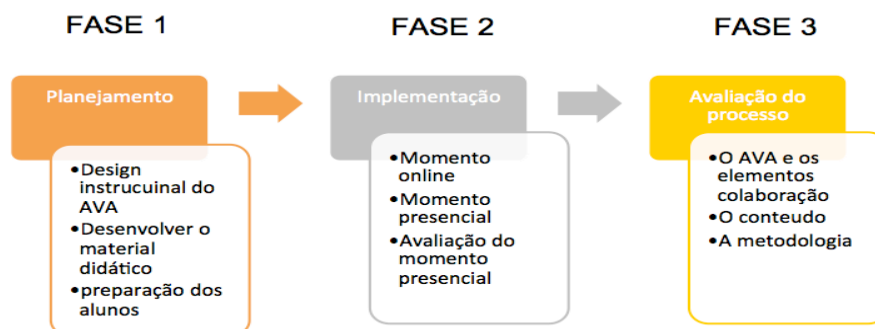 FASE 1
Planejamento
•Design
instrucuinal do
AVA
•Desenvolver o
material
didático
•preparação dos
alunos
FASE 2
Implementação
•Momento
online
•Momento
presencial
•Avaliação do
momento
presencial
FASE 3
Avaliação do
processo
•O AVA e os
elementos
colaboração
•O conteudo
•A metodologia